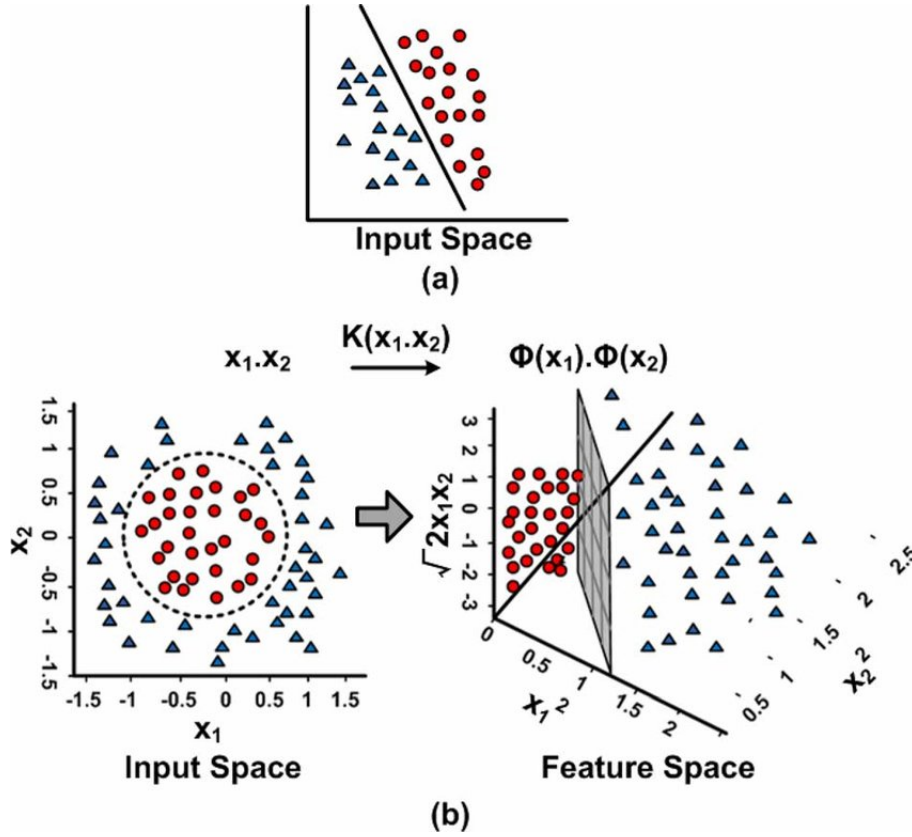 Input Space
(a)
K(x₁.x₂)
x₁.x₂
Φ(x₁).Φ(x₂)
1.5
1
0.5
0
-0.5
-1
-1.5
x₂
-1.5
-1
-0.5
0
0.5
1
1.5
x₁
Input Space
3
2
1
0
-1
-2
-3
√2x₁x₂
0
0.5
1
1.5
2
x₁²
0.5
1
1.5
2
2.5
x₂²
Feature Space
(b)